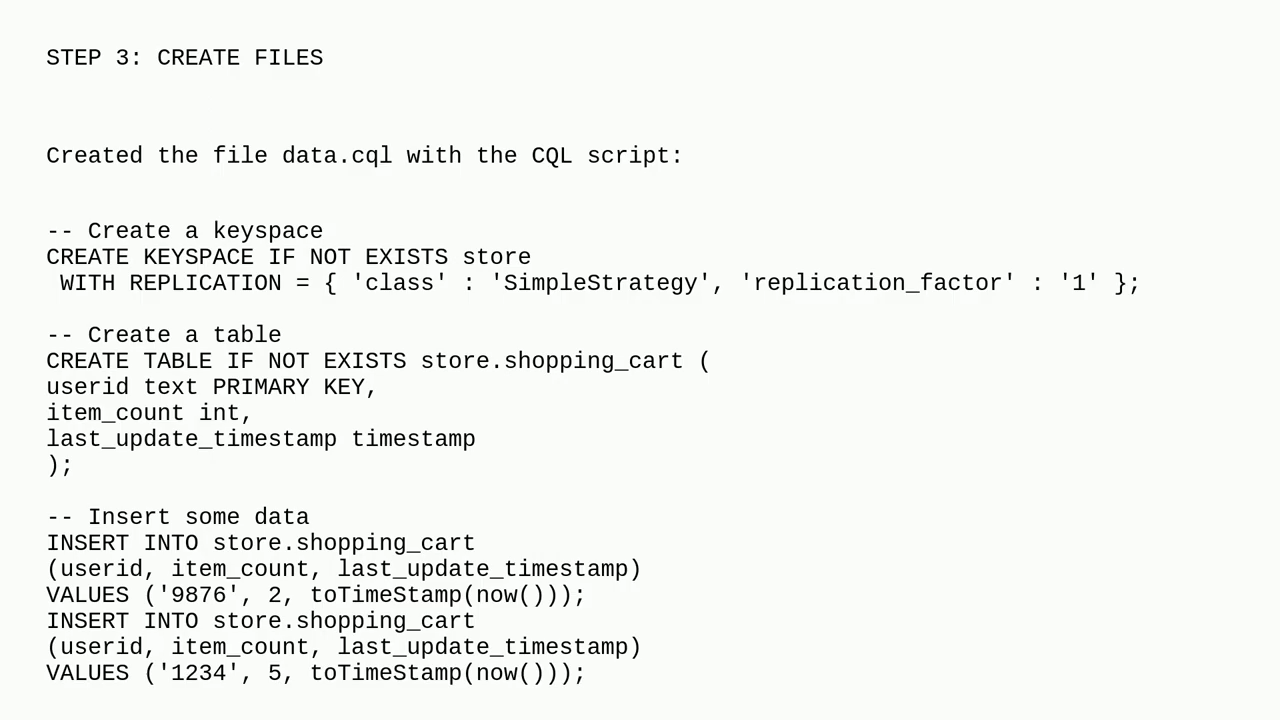 STEP 3: CREATE FILES
Created the file data.cql with the CQL script:
-- Create a keyspace
CREATE KEYSPACE IF NOT EXISTS store
 WITH REPLICATION = { 'class' : 'SimpleStrategy', 'replication_factor' : '1' };
-- Create a table
CREATE TABLE IF NOT EXISTS store.shopping_cart (
userid text PRIMARY KEY,
item_count int,
last_update_timestamp timestamp
);
-- Insert some data
INSERT INTO store.shopping_cart
(userid, item_count, last_update_timestamp)
VALUES ('9876', 2, toTimeStamp(now()));
INSERT INTO store.shopping_cart
(userid, item_count, last_update_timestamp)
VALUES ('1234', 5, toTimeStamp(now()));